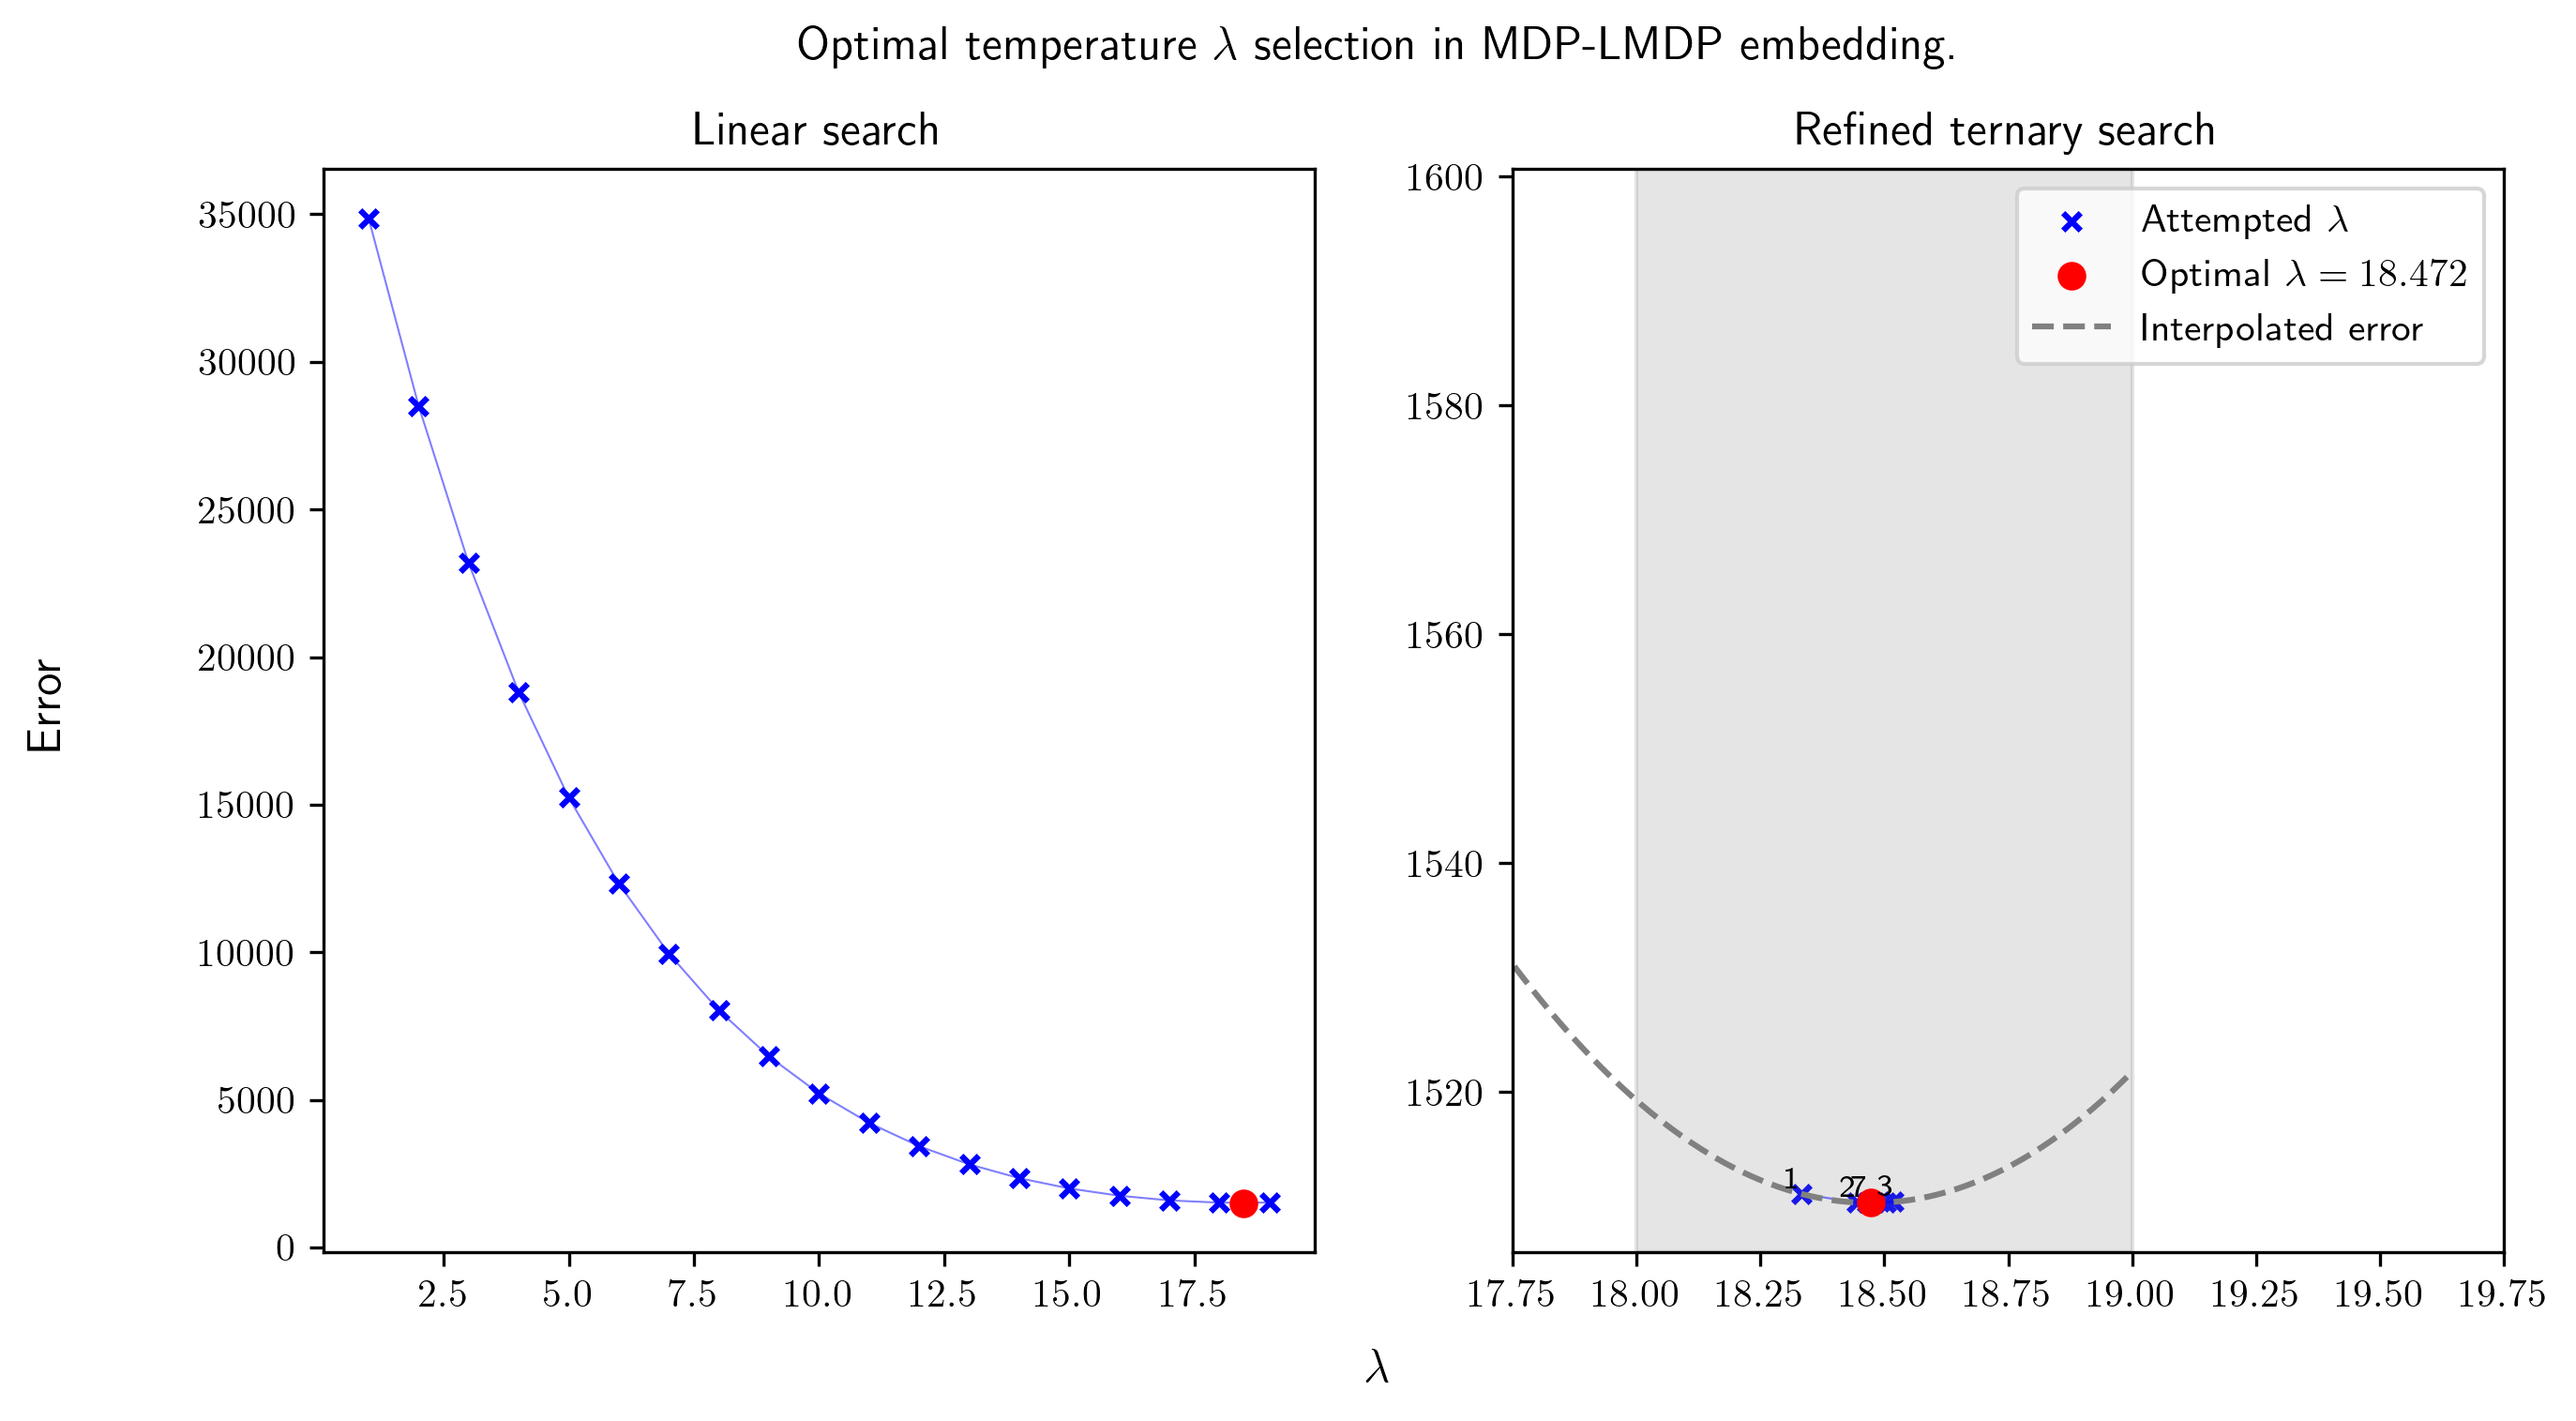 Optimal temperature λ selection in MDP-LMDP embedding.
Linear search
Error
35000
30000
25000
20000
15000
10000
5000
0
2.5 5.0 7.5 10.0 12.5 15.0 17.5
Refined ternary search
1600
1580
1560
1540
1520
Attempted λ
Optimal λ = 18.472
Interpolated error
1 2 7 3
17.75 18.00 18.25 18.50 18.75 19.00 19.25 19.50 19.75
λ